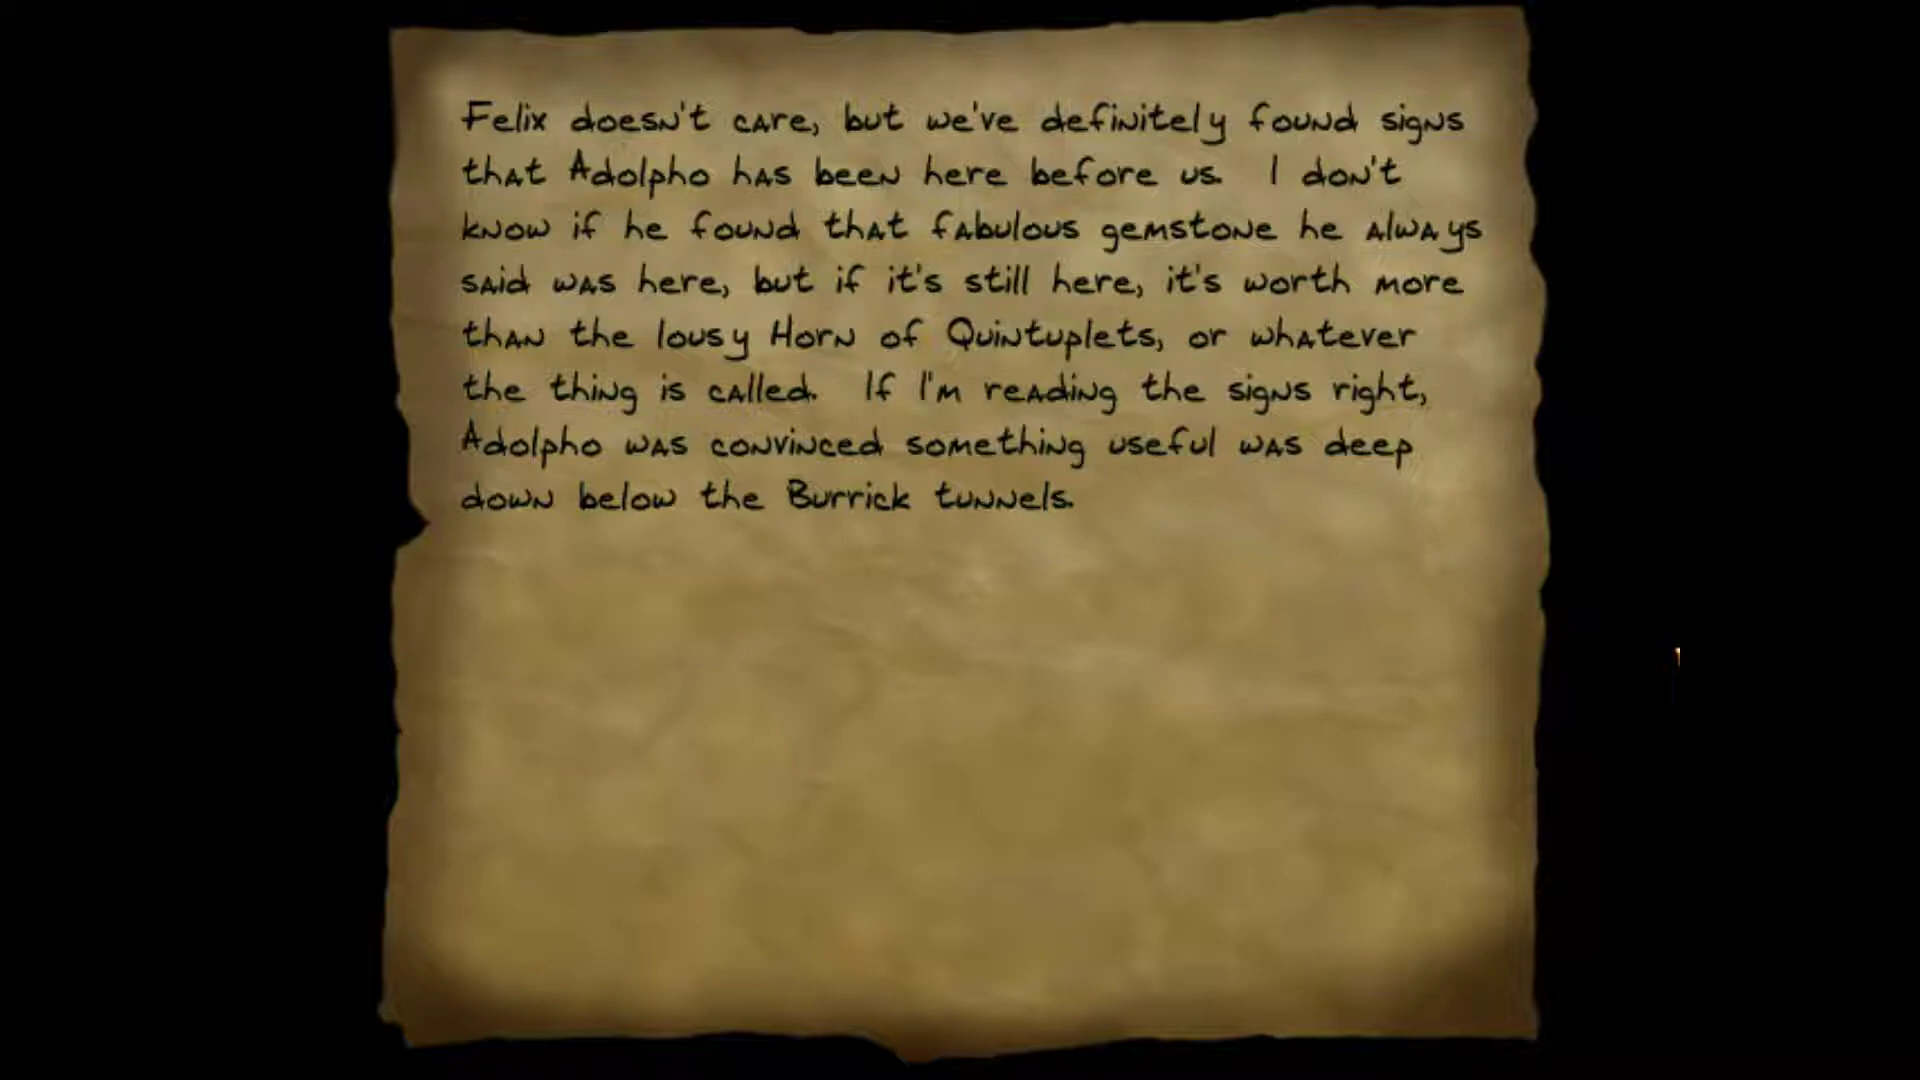 Felix doesn't care, but we've definitely found signs
that Adolpho has been here before us. I don't
know if he found that fabulous gemstone he always
said was here, but if it's still here, it's worth more
than the lousy Horn of Quintuplets, or whatever
the thing is called. If I'm reading the signs right,
Adolpho was convinced something useful was deep
down below the Burrick tunnels.